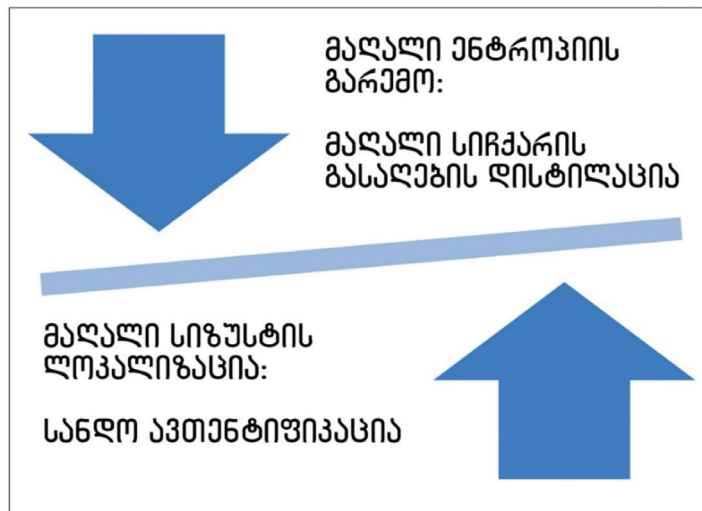 მაღალი ენტროპიის
გარემო:
მაღალი სიჩქარის
გასაღების დისტილაცია
მაღალი სიზუსტის
ლოკალიზაცია:
სანდო ავთენტიფიკაცია